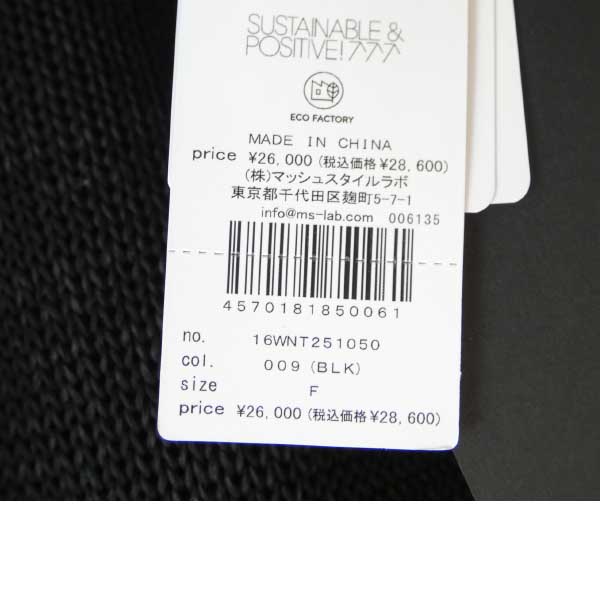 SUSTAINABLE &
POSITIVE!
ECO FACTORY
MADE IN CHINA
price ¥26,000 (税込価格¥28,600)
(株)マッシュスタイルラボ
東京都千代田区麹町5-7-1
info@ms-lab.com 006135
4570181850061
no. 16WNT251050
col. 009 (BLK)
size F
price ¥26,000 (税込価格¥28,600)